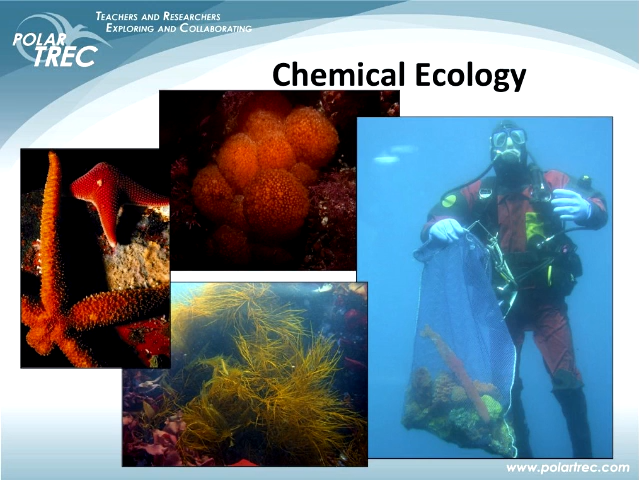 TEACHERS AND RESEARCHERS
EXPLORING AND COLLABORATING
POLAR
TREC
Chemical Ecology
www.polartrec.com